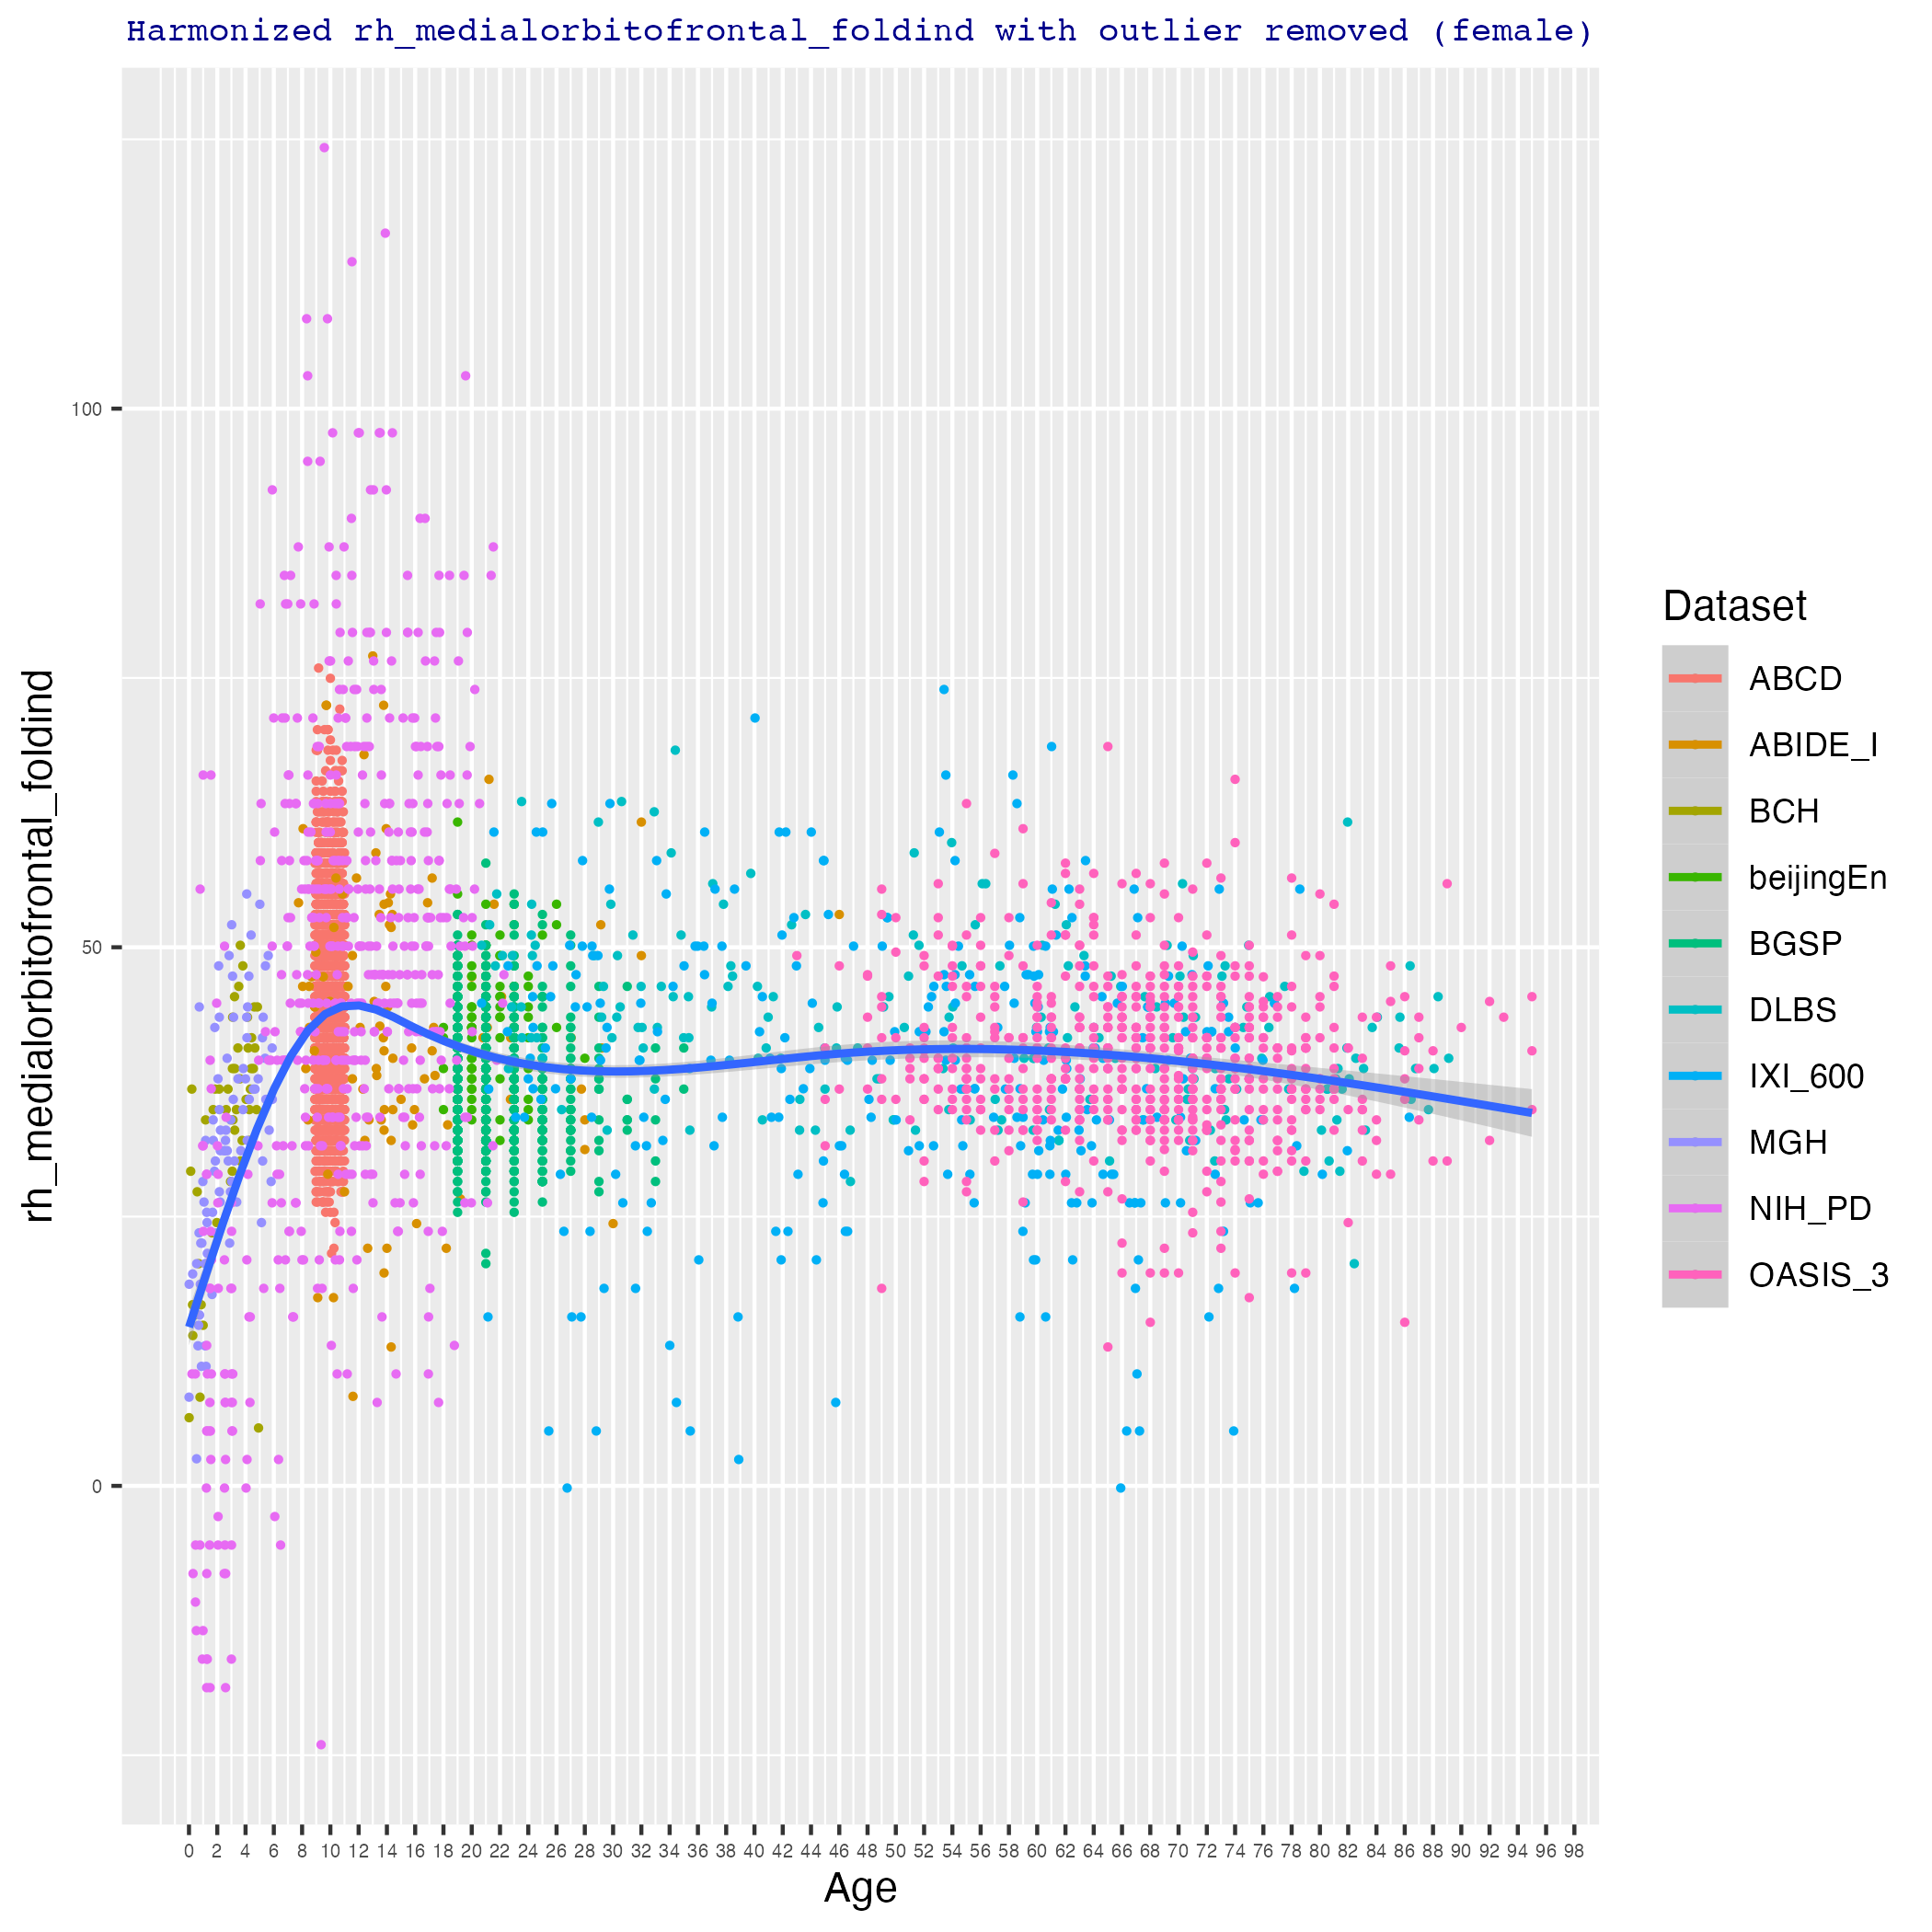 Harmonized rh_medialorbitofrontal_foldind with outlier removed (female)
rh_medialorbitofrontal_foldind
100
50
0
0 2 4 6 8 10 12 14 16 18 20 22 24 26 28 30 32 34 36 38 40 42 44 46 48 50 52 54 56 58 60 62 64 66 68 70 72 74 76 78 80 82 84 86 88 90 92 94 96 98
Age
Dataset
ABCD
ABIDE_I
BCH
beijingEn
BGSP
DLBS
IXI_600
MGH
NIH_PD
OASIS_3